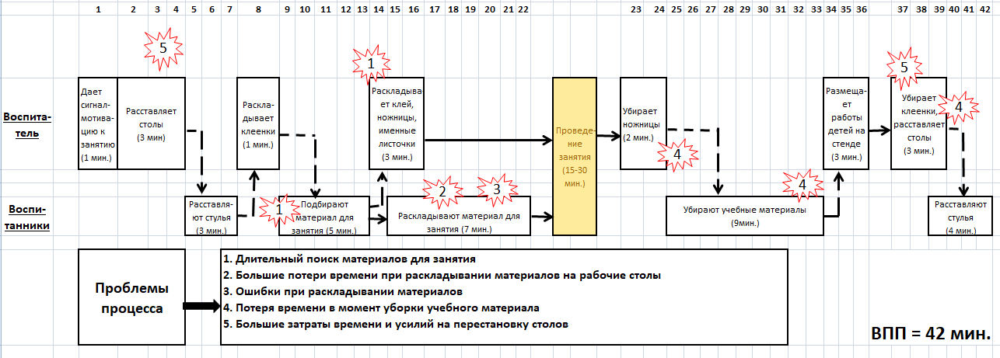 1 2 3 4 5 6 7 8 9 10 11 12 13 14 15 16 17 18 19 20 21 22 23 24 25 26 27 28 29 30 31 32 33 34 35 36 37 38 39 40 41 42
5
1
5
4
4
Воспита-
тель
Дает
сигнал-
мотива-
цию к
занятию
(1 мин.)
Расставляет
столы
(3 мин)
Раскла-
дывает
клеенки
(1 мин.)
Раскладыва-
ет клей,
ножницы,
именные
листочки
(3 мин.)
Проведе-
ние
занятия
(15-30
мин.)
Убирает
ножницы
(2 мин.)
Размеща-
ет
работы
детей на
стенде
(3 мин.)
Убирает
клеенки,
расставляет
столы
(3 мин.)
Воспи-
танники
Расставля-
ют стулья
(3 мин.)
1
Подбирают
материал для
занятия (5 мин.)
2
3
Раскладывают материал для
занятия (7 мин.)
4
Убирают учебные материалы
(9мин.)
Расставляют
стулья
(4 мин.)
Проблемы
процесса
1. Длительный поиск материалов для занятия
2. Большие потери времени при раскладывании материалов на рабочие столы
3. Ошибки при раскладывании материалов
4. Потеря времени в момент уборки учебного материала
5. Большие затраты времени и усилий на перестановку столов
ВПП = 42 мин.